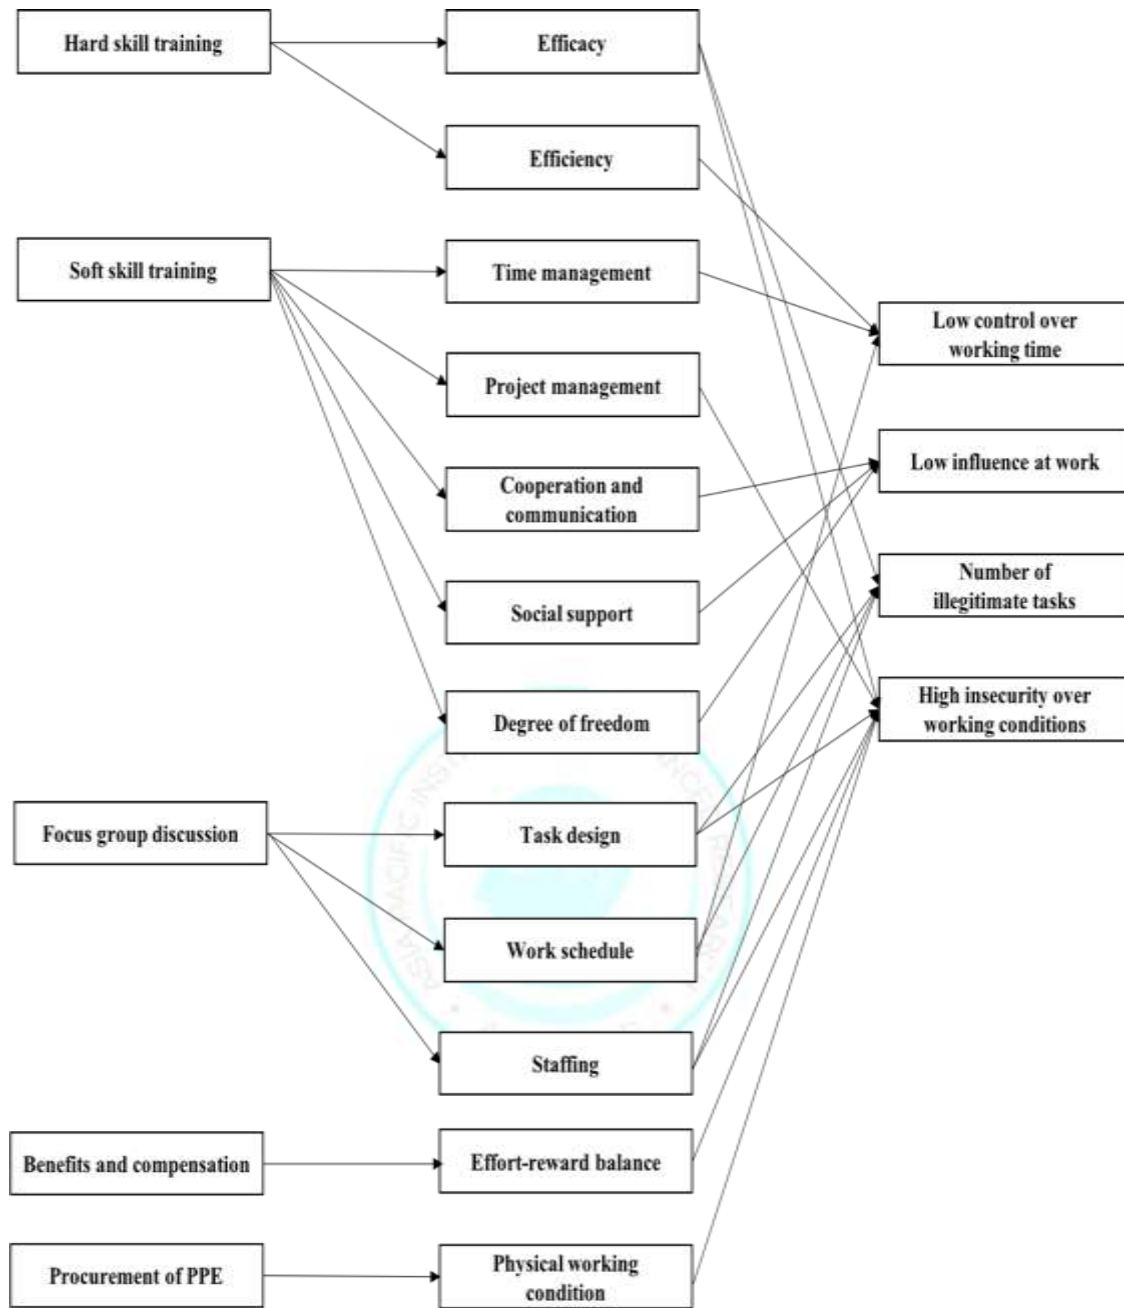 Hard skill training
Efficacy
Efficiency
Soft skill training
Time management
Low control over
working time
Project management
Low influence at work
Cooperation and
communication
Number of
illegitimate tasks
Social support
High insecurity over
working conditions
Degree of freedom
Focus group discussion
Task design
Work schedule
Staffing
Benefits and compensation
Effort-reward balance
Procurement of PPE
Physical working
condition